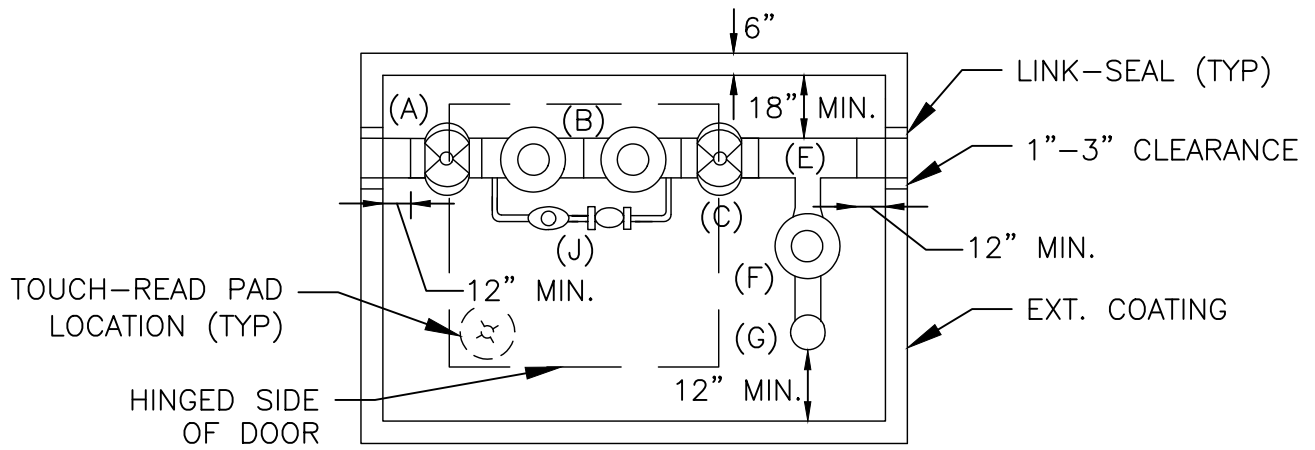 6”
LINK–SEAL (TYP)
(A)
(B)
18” MIN.
1”–3” CLEARANCE
(E)
(C)
(J)
12” MIN.
12” MIN.
(F)
TOUCH–READ PAD
LOCATION (TYP)
EXT. COATING
(G)
12” MIN.
HINGED SIDE
OF DOOR